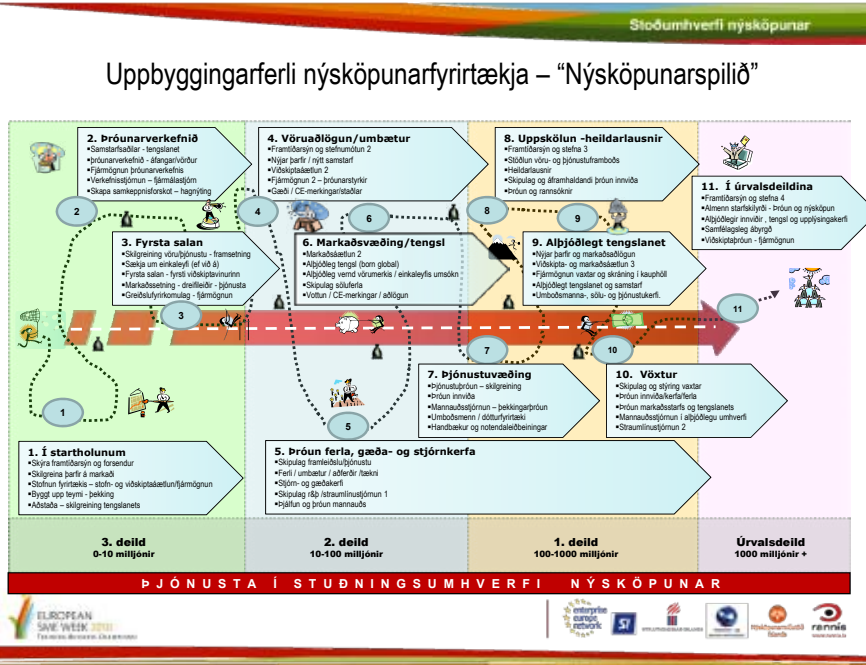 Stoðumhverfi nýsköpunar
Uppbyggingarferli nýsköpunarfyrirtækja – “Nýsköpunarspilið”
2. Þróunarverkefnið
▪Samstarfsaðilar - tengslanet
▪þróunarverkefnið - áfangar/vörður
▪Fjármögnun þróunarverkefnis
▪Verkefnisstjórnun – fjármálastjórn
▪Skapa samkeppnisforskot – hagnýting
4. Vöruaðlögun/umbætur
▪Framtíðarsýn og stefnumótun 2
▪Nýjar þarfir / nýtt samstarf
▪Viðskiptaáætlun 2
▪Fjármögnun 2 – þróunarstyrkir
▪Gæði / CE-merkingar/staðlar
8. Uppskölun -heildarlausnir
▪Framtíðarsýn og stefna 3
▪Stöðlun vöru- og þjónustuframboðs
▪Heildarlausnir
▪Skipulag og áframhaldandi þróun innviða
▪Þróun og rannsóknir
11. Í úrvalsdeildina
▪Framtíðarsýn og stefna 4
▪Almenn starfskilyrði - Þróun og nýsköpun
▪Alþjóðlegir innviðir , tengsl og upplýsingakerfi
▪Samfélagsleg ábyrgð
▪Viðskiptaþróun - fjármögnun
2
4
6
8
9
3. Fyrsta salan
▪Skilgreining vöru/þjónustu - framsetning
▪Sækja um einkaleyfi (ef við á)
▪Fyrsta salan - fyrsti viðskiptavinurinn
▪Markaðssetning - dreifileiðir - þjónusta
▪Greiðslufyrirkomulag - fjármögnun
6. Markaðsvæðing/tengsl
▪Markaðsáætlun 2
▪Alþjóðleg tengsl (born global)
▪Alþjóðleg vernd vörumerkis / einkaleyfis umsókn
▪Skipulag söluferla
▪Vottun / CE-merkingar / aðlögun
9. Alþjóðlegt tengslanet
▪Nýjar þarfir og markaðsaðlögun
▪Viðskipta- og markaðsáætlun 3
▪Fjármögnun vaxtar og skráning í kauphöll
▪Alþjóðlegt tengslanet og samstarf
▪Umboðsmanna-, sölu- og þjónustukerfi.
3
11
7
10
7. Þjónustuvæðing
▪Þjónustuþróun – skilgreining
▪Þróun innviða
▪Mannauðsstjórnun – þekkingarþróun
▪Umboðsmenn / dótturfyrirtæki
▪Handbækur og notendaleiðbeiningar
10. Vöxtur
▪Skipulag og stýring vaxtar
▪Þróun innviða/kerfa/ferla
▪Þróun markaðsstarfs og tengslanets
▪Mannauðsstjórnun í alþjóðlegu umhverfi
▪Straumlínustjórnun 2
1
5
1. Í startholunum
▪Skýra framtíðarsýn og forsendur
▪Skilgreina þarfir á markaði
▪Stofnun fyrirtækis – stofn- og viðskiptaáætlun/fjármögnun
▪Byggt upp teymi - þekking
▪Aðstaða – skilgreining tengslanets
5. Þróun ferla, gæða- og stjórnkerfa
▪Skipulag framleiðslu/þjónustu
▪Ferli / umbætur / aðferðir /tækni
▪Stjórn- og gæðakerfi
▪Skipulag r&þ /straumlínustjórnun 1
▪Þjálfun og þróun mannauðs
3. deild
0-10 milljónir
2. deild
10-100 milljónir
1. deild
100-1000 milljónir
Úrvalsdeild
1000 milljónir +
ÞJÓNUSTA Í STUÐNINGSUMHVERFI NÝSKÖPUNAR
EUROPEAN
SME WEEK
enterprise
europe
network
SI
rannís